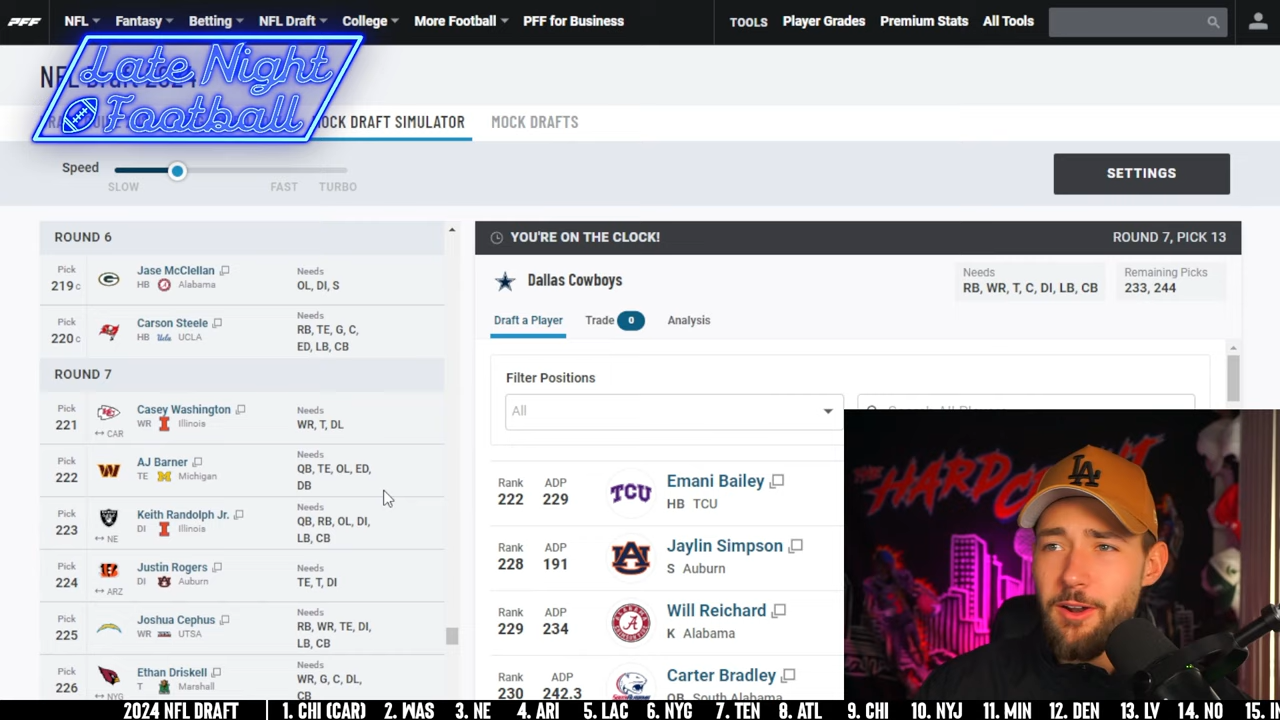 PFF NFL Fantasy Betting NFL Draft College More Football PFF for Business TOOLS Player Grades Premium Stats All Tools
Late Night
Football
MOCK DRAFT SIMULATOR MOCK DRAFTS
Speed
SLOW FAST TURBO
SETTINGS
ROUND 6
Pick
219 c
Jase McClellan
HB Alabama
Needs
OL, DI, S
Pick
220 c
Carson Steele
HB UCLA
Needs
RB, TE, G, C,
ED, LB, CB
ROUND 7
Pick
221
Casey Washington
WR Illinois
↔ CAR
Needs
WR, T, DL
Pick
222
AJ Barner
TE Michigan
Needs
QB, TE, OL, ED,
DB
Pick
223
Keith Randolph Jr.
DI Illinois
↔ NE
Needs
QB, RB, OL, DI,
LB, CB
Pick
224
Justin Rogers
DI Auburn
↔ ARZ
Needs
TE, T, DI
Pick
225
Joshua Cephus
WR UTSA
Needs
RB, WR, TE, DI,
LB, CB
Pick
226
Ethan Driskell
T Marshall
↔ NYG
Needs
WR, G, C, DL,
CB
YOU'RE ON THE CLOCK! ROUND 7, PICK 13
Dallas Cowboys
Needs
RB, WR, T, C, DI, LB, CB
Remaining Picks
233, 244
Draft a Player Trade 0 Analysis
Filter Positions
All
Rank ADP
222 229
TCU
Emani Bailey
HB TCU
Rank ADP
228 191
Jaylin Simpson
S Auburn
Rank ADP
229 234
Will Reichard
K Alabama
Rank ADP
230 242.3
Carter Bradley
QB South Alabama
HARD C
LA
2024 NFL DRAFT 1. CHI (CAR) 2. WAS 3. NE 4. ARI 5. LAC 6. NYG 7. TEN 8. ATL 9. CHI 10. NYJ 11. MIN 12. DEN 13. LV 14. NO